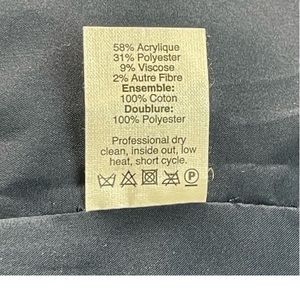 58% Acrylique
31% Polyester
9% Viscose
2% Autre Fibre
Ensemble:
100% Coton
Doublure:
100% Polyester
Professional dry
clean, inside out, low
heat, short cycle.
P